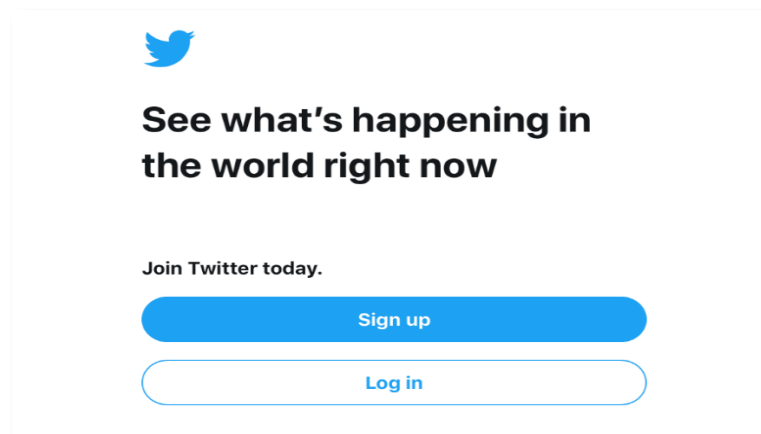 See what’s happening in
the world right now
Join Twitter today.
Sign up
Log in